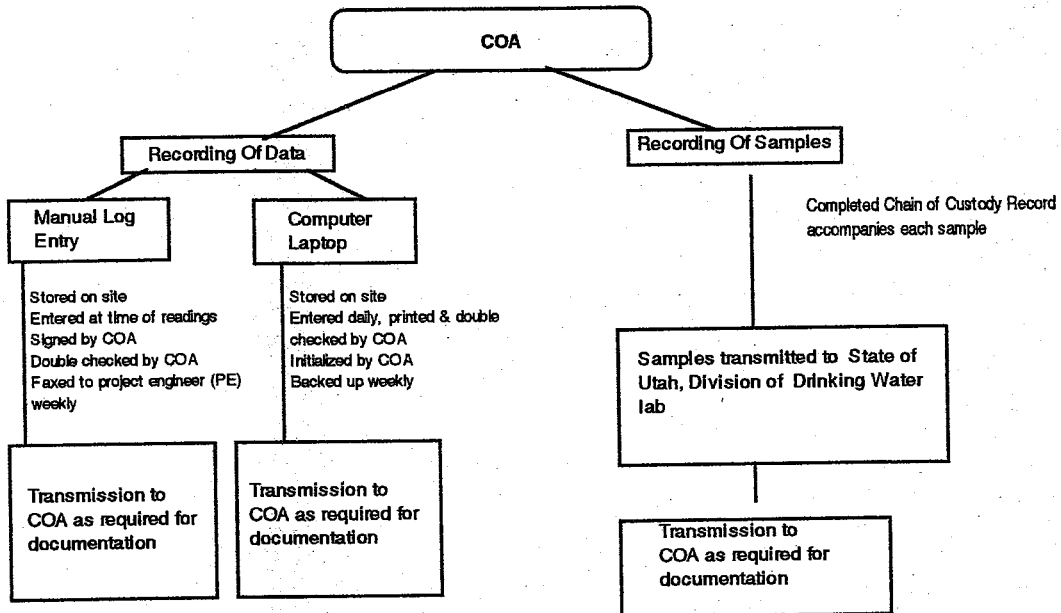 COA
Recording Of Data
Recording Of Samples
Manual Log
Entry
Computer
Laptop
Completed Chain of Custody Record
accompanies each sample
Stored on site
Entered at time of readings
Signed by COA
Double checked by COA
Faxed to project engineer (PE)
weekly
Stored on site
Entered daily, printed & double
checked by COA
Initialized by COA
Backed up weekly
Samples transmitted to State of
Utah, Division of Drinking Water
lab
Transmission to
COA as required for
documentation
Transmission to
COA as required for
documentation
Transmission to
COA as required for
documentation